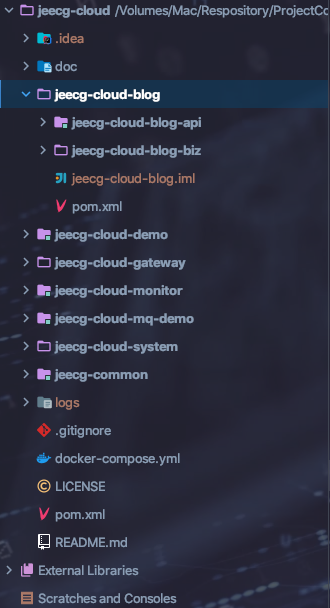 jeecg-cloud /Volumes/Mac/Respository/ProjectCo
.idea
doc
jeecg-cloud-blog
jeecg-cloud-blog-api
jeecg-cloud-blog-biz
jeecg-cloud-blog.iml
pom.xml
jeecg-cloud-demo
jeecg-cloud-gateway
jeecg-cloud-monitor
jeecg-cloud-mq-demo
jeecg-cloud-system
jeecg-common
logs
.gitignore
docker-compose.yml
LICENSE
pom.xml
README.md
External Libraries
Scratches and Consoles